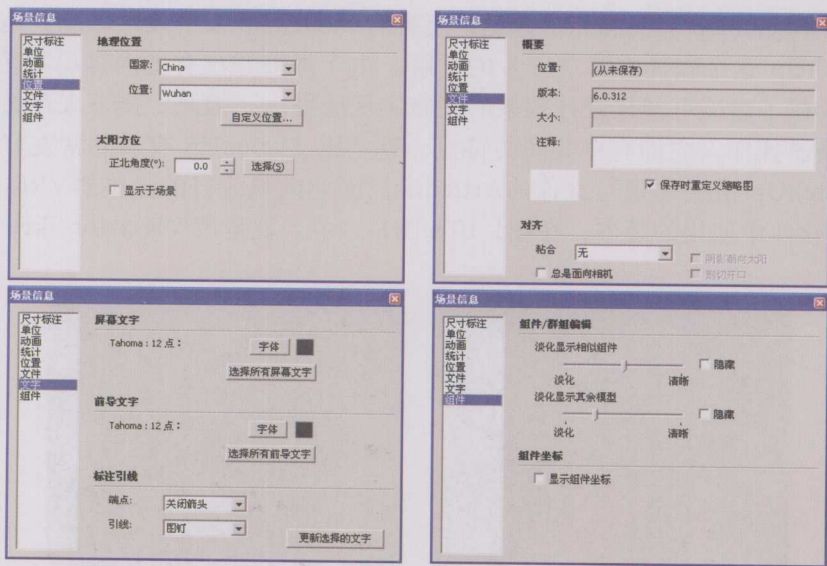 场景信息
尺寸标注
单位
动画
统计
位置
文件
文字
组件
地理位置
国家: China
位置: Wuhan
自定义位置...
太阳方位
正北角度(°): 0.0 选择(S)
显示于场景
场景信息
尺寸标注
单位
动画
统计
位置
文件
文字
组件
概要
位置: (从未保存)
版本: 6.0.312
大小:
注释:
保存时重定义缩略图
对齐
粘合 无
阴影朝向太阳
总是面向相机
剖切开口
场景信息
尺寸标注
单位
动画
统计
位置
文件
文字
组件
屏幕文字
Tahoma : 12 点 : 字体
选择所有屏幕文字
前导文字
Tahoma : 12 点 : 字体
选择所有前导文字
标注引线
端点: 关闭箭头
引线: 图钉
更新选择的文字
场景信息
尺寸标注
单位
动画
统计
位置
文件
文字
组件
组件/群组编辑
淡化显示相似组件
隐藏
淡化 清晰
淡化显示其余模型
隐藏
淡化 清晰
组件坐标
显示组件坐标